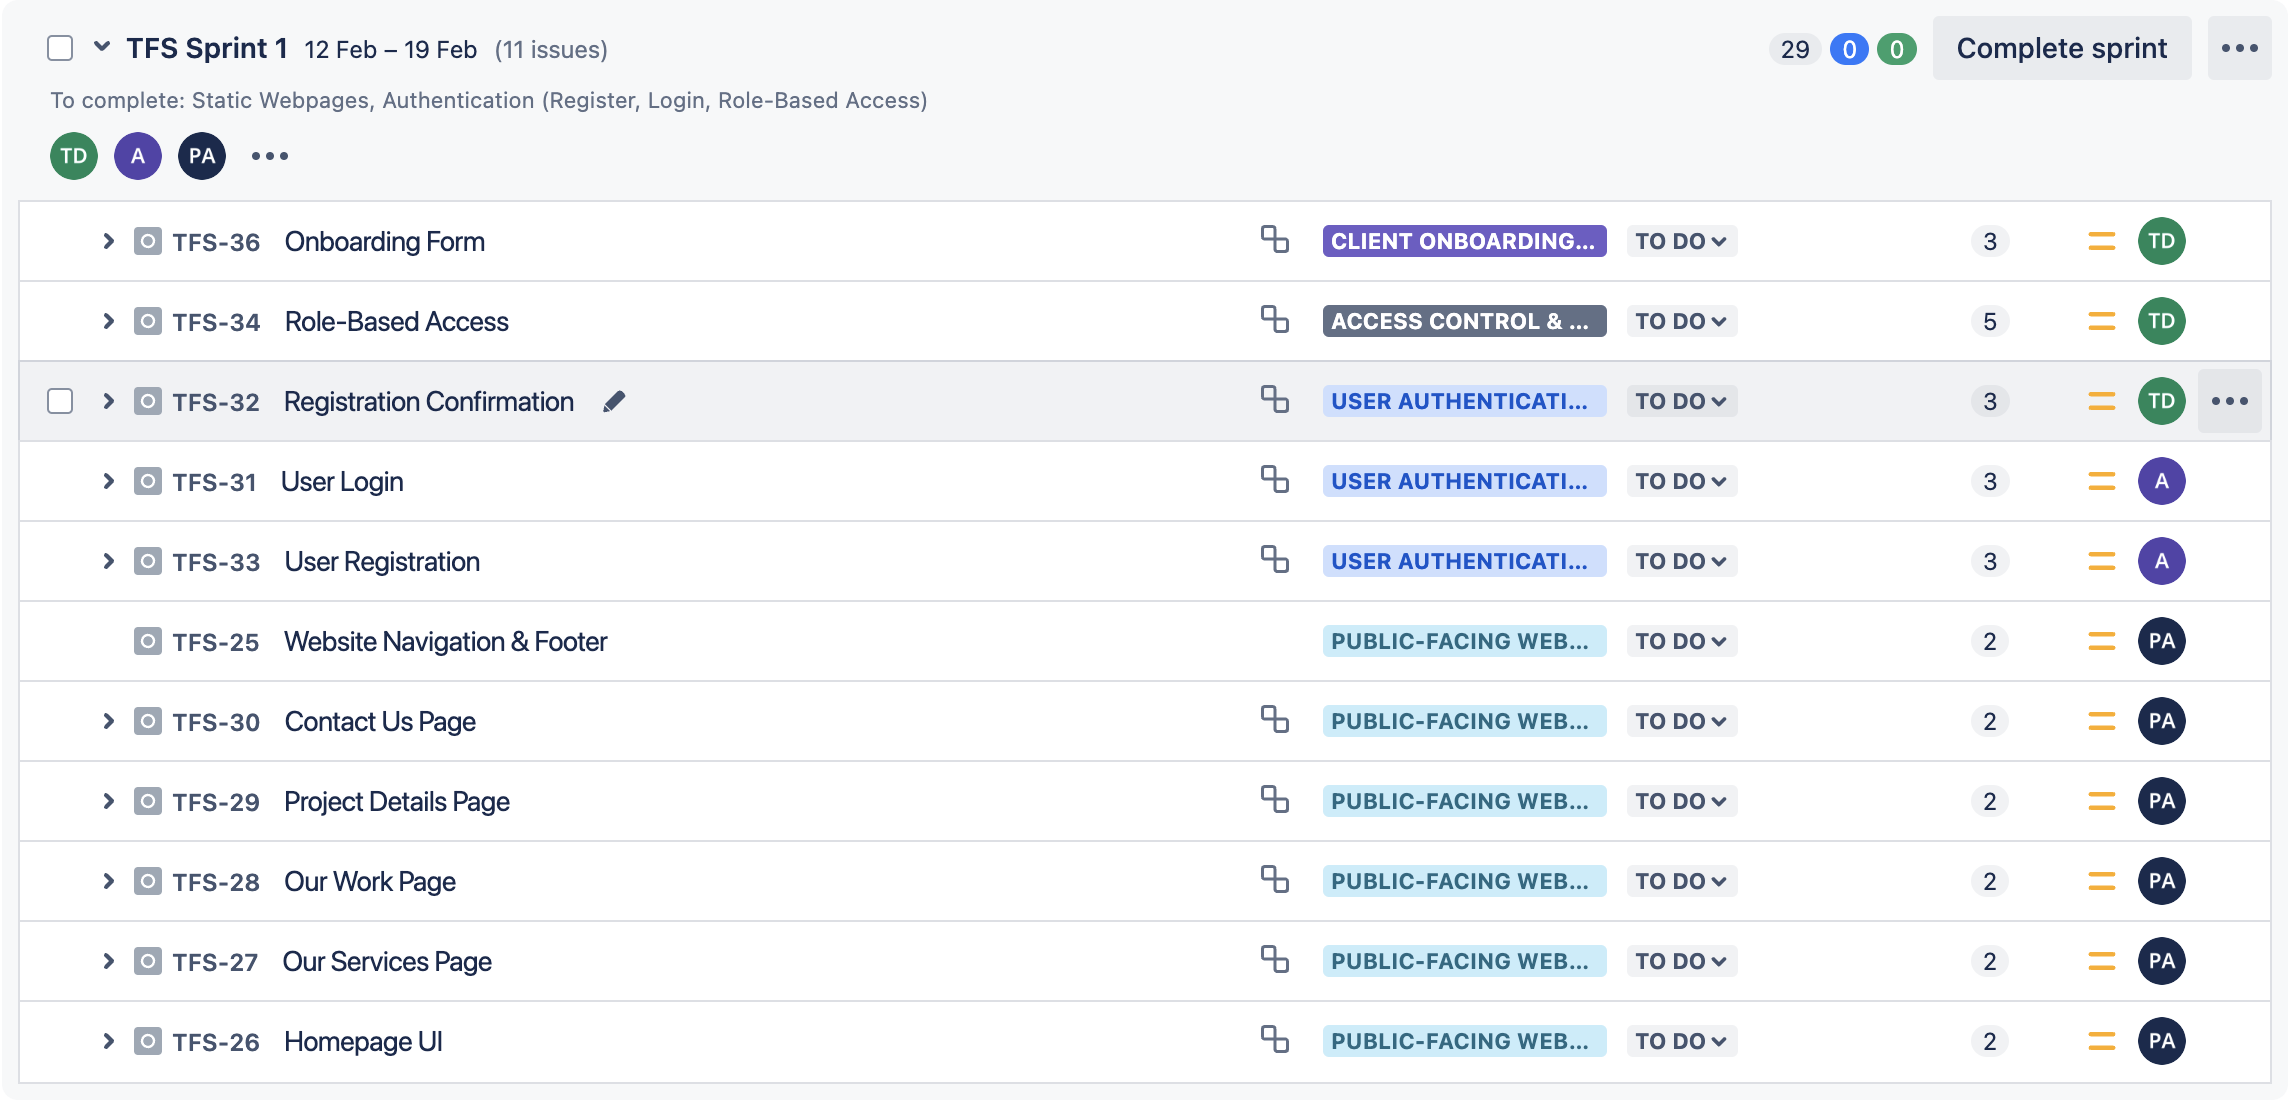 TFS Sprint 1 12 Feb – 19 Feb (11 issues) 29 0 0 Complete sprint
To complete: Static Webpages, Authentication (Register, Login, Role-Based Access)
TD A PA
TFS-36 Onboarding Form CLIENT ONBOARDING... TO DO 3 TD
TFS-34 Role-Based Access ACCESS CONTROL & ... TO DO 5 TD
TFS-32 Registration Confirmation USER AUTHENTICATI... TO DO 3 TD
TFS-31 User Login USER AUTHENTICATI... TO DO 3 A
TFS-33 User Registration USER AUTHENTICATI... TO DO 3 A
TFS-25 Website Navigation & Footer PUBLIC-FACING WEB... TO DO 2 PA
TFS-30 Contact Us Page PUBLIC-FACING WEB... TO DO 2 PA
TFS-29 Project Details Page PUBLIC-FACING WEB... TO DO 2 PA
TFS-28 Our Work Page PUBLIC-FACING WEB... TO DO 2 PA
TFS-27 Our Services Page PUBLIC-FACING WEB... TO DO 2 PA
TFS-26 Homepage UI PUBLIC-FACING WEB... TO DO 2 PA